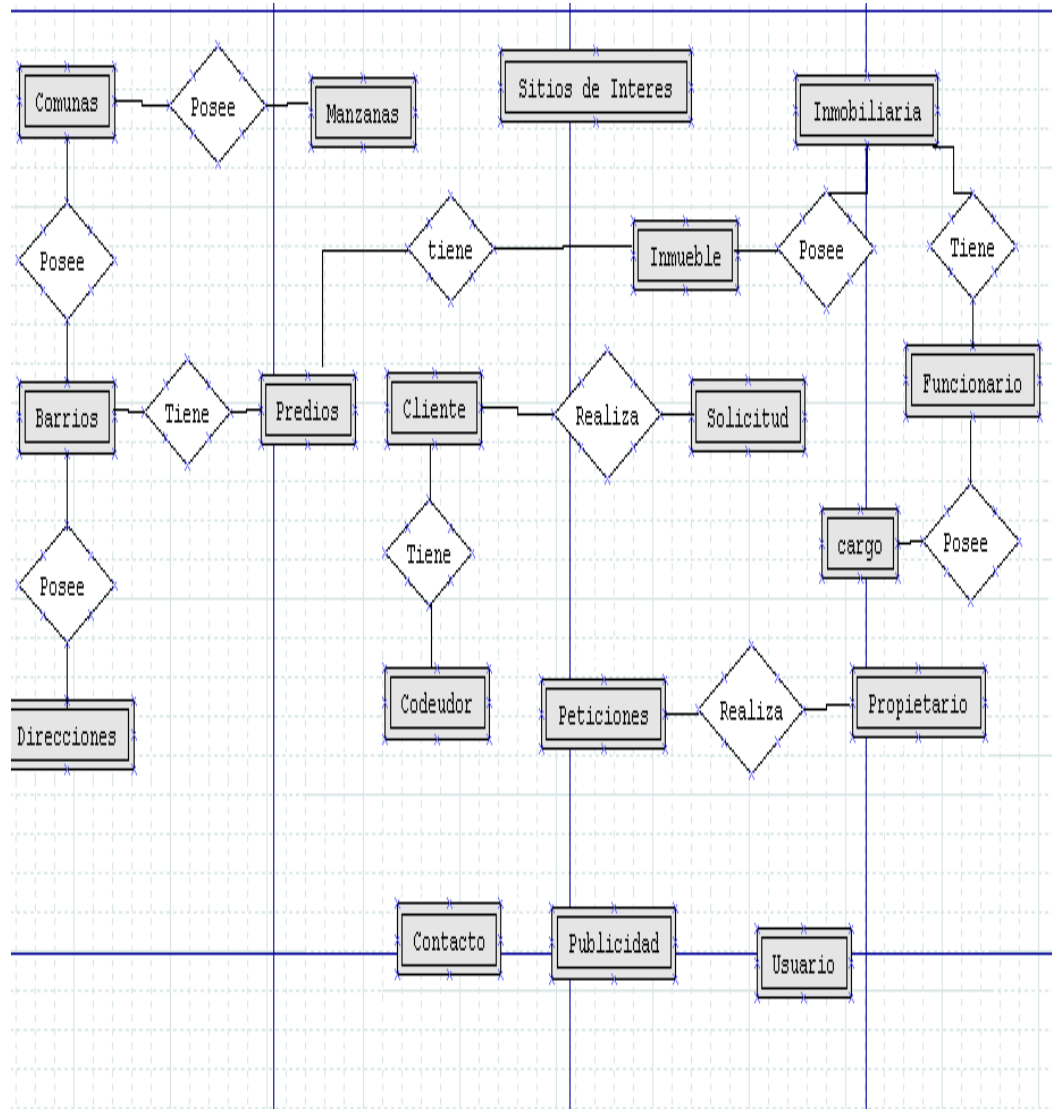 Sitios de Interes
Comunas
Posee
Manzanas
Inmobiliaria
Posee
tiene
Inmueble
Posee
Tiene
Barrios
Tiene
Predios
Cliente
Realiza
Solicitud
Funcionario
Posee
Tiene
cargo
Posee
Direcciones
Codeudor
Peticiones
Realiza
Propietario
Contacto
Publicidad
Usuario